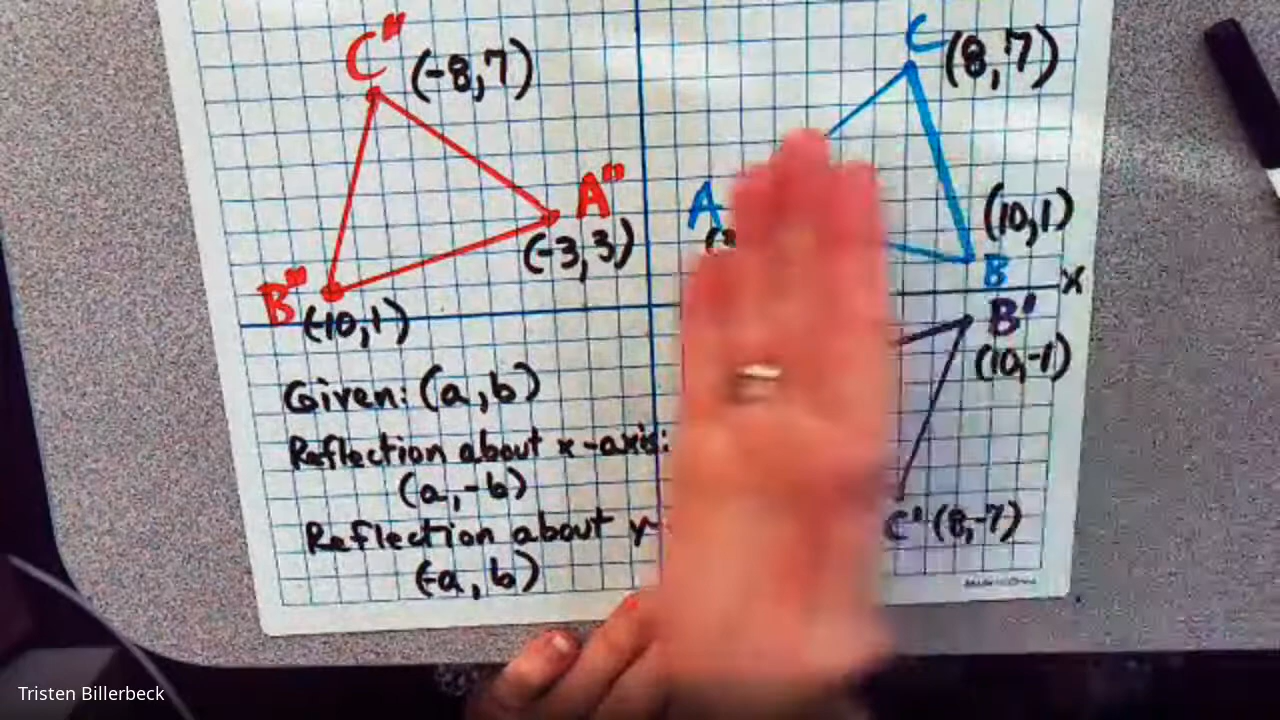 C" (-8,7)
C (8,7)
A"
(-3,3)
A
(10,1)
B
x
B"
(-10,1)
B'
(10,-1)
Given: (a,b)
Reflection about x-axis:
(a,-b)
Reflection about y
(-a,b)
C' (8,-7)
Tristen Billerbeck